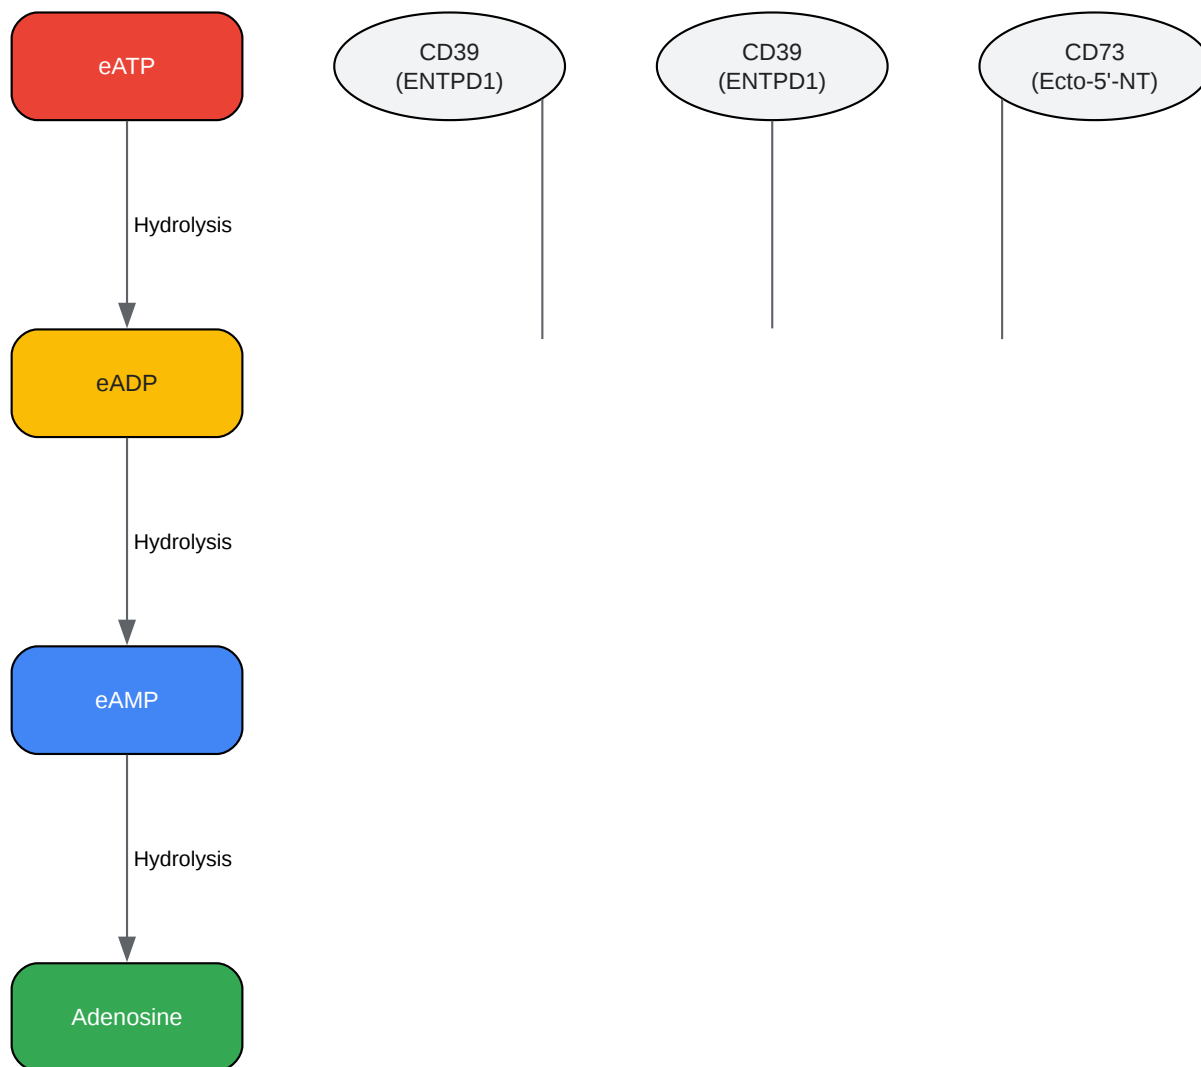 eATP
CD39
(ENTPD1)
CD39
(ENTPD1)
CD73
(Ecto-5'-NT)
Hydrolysis
eADP
Hydrolysis
eAMP
Hydrolysis
Adenosine